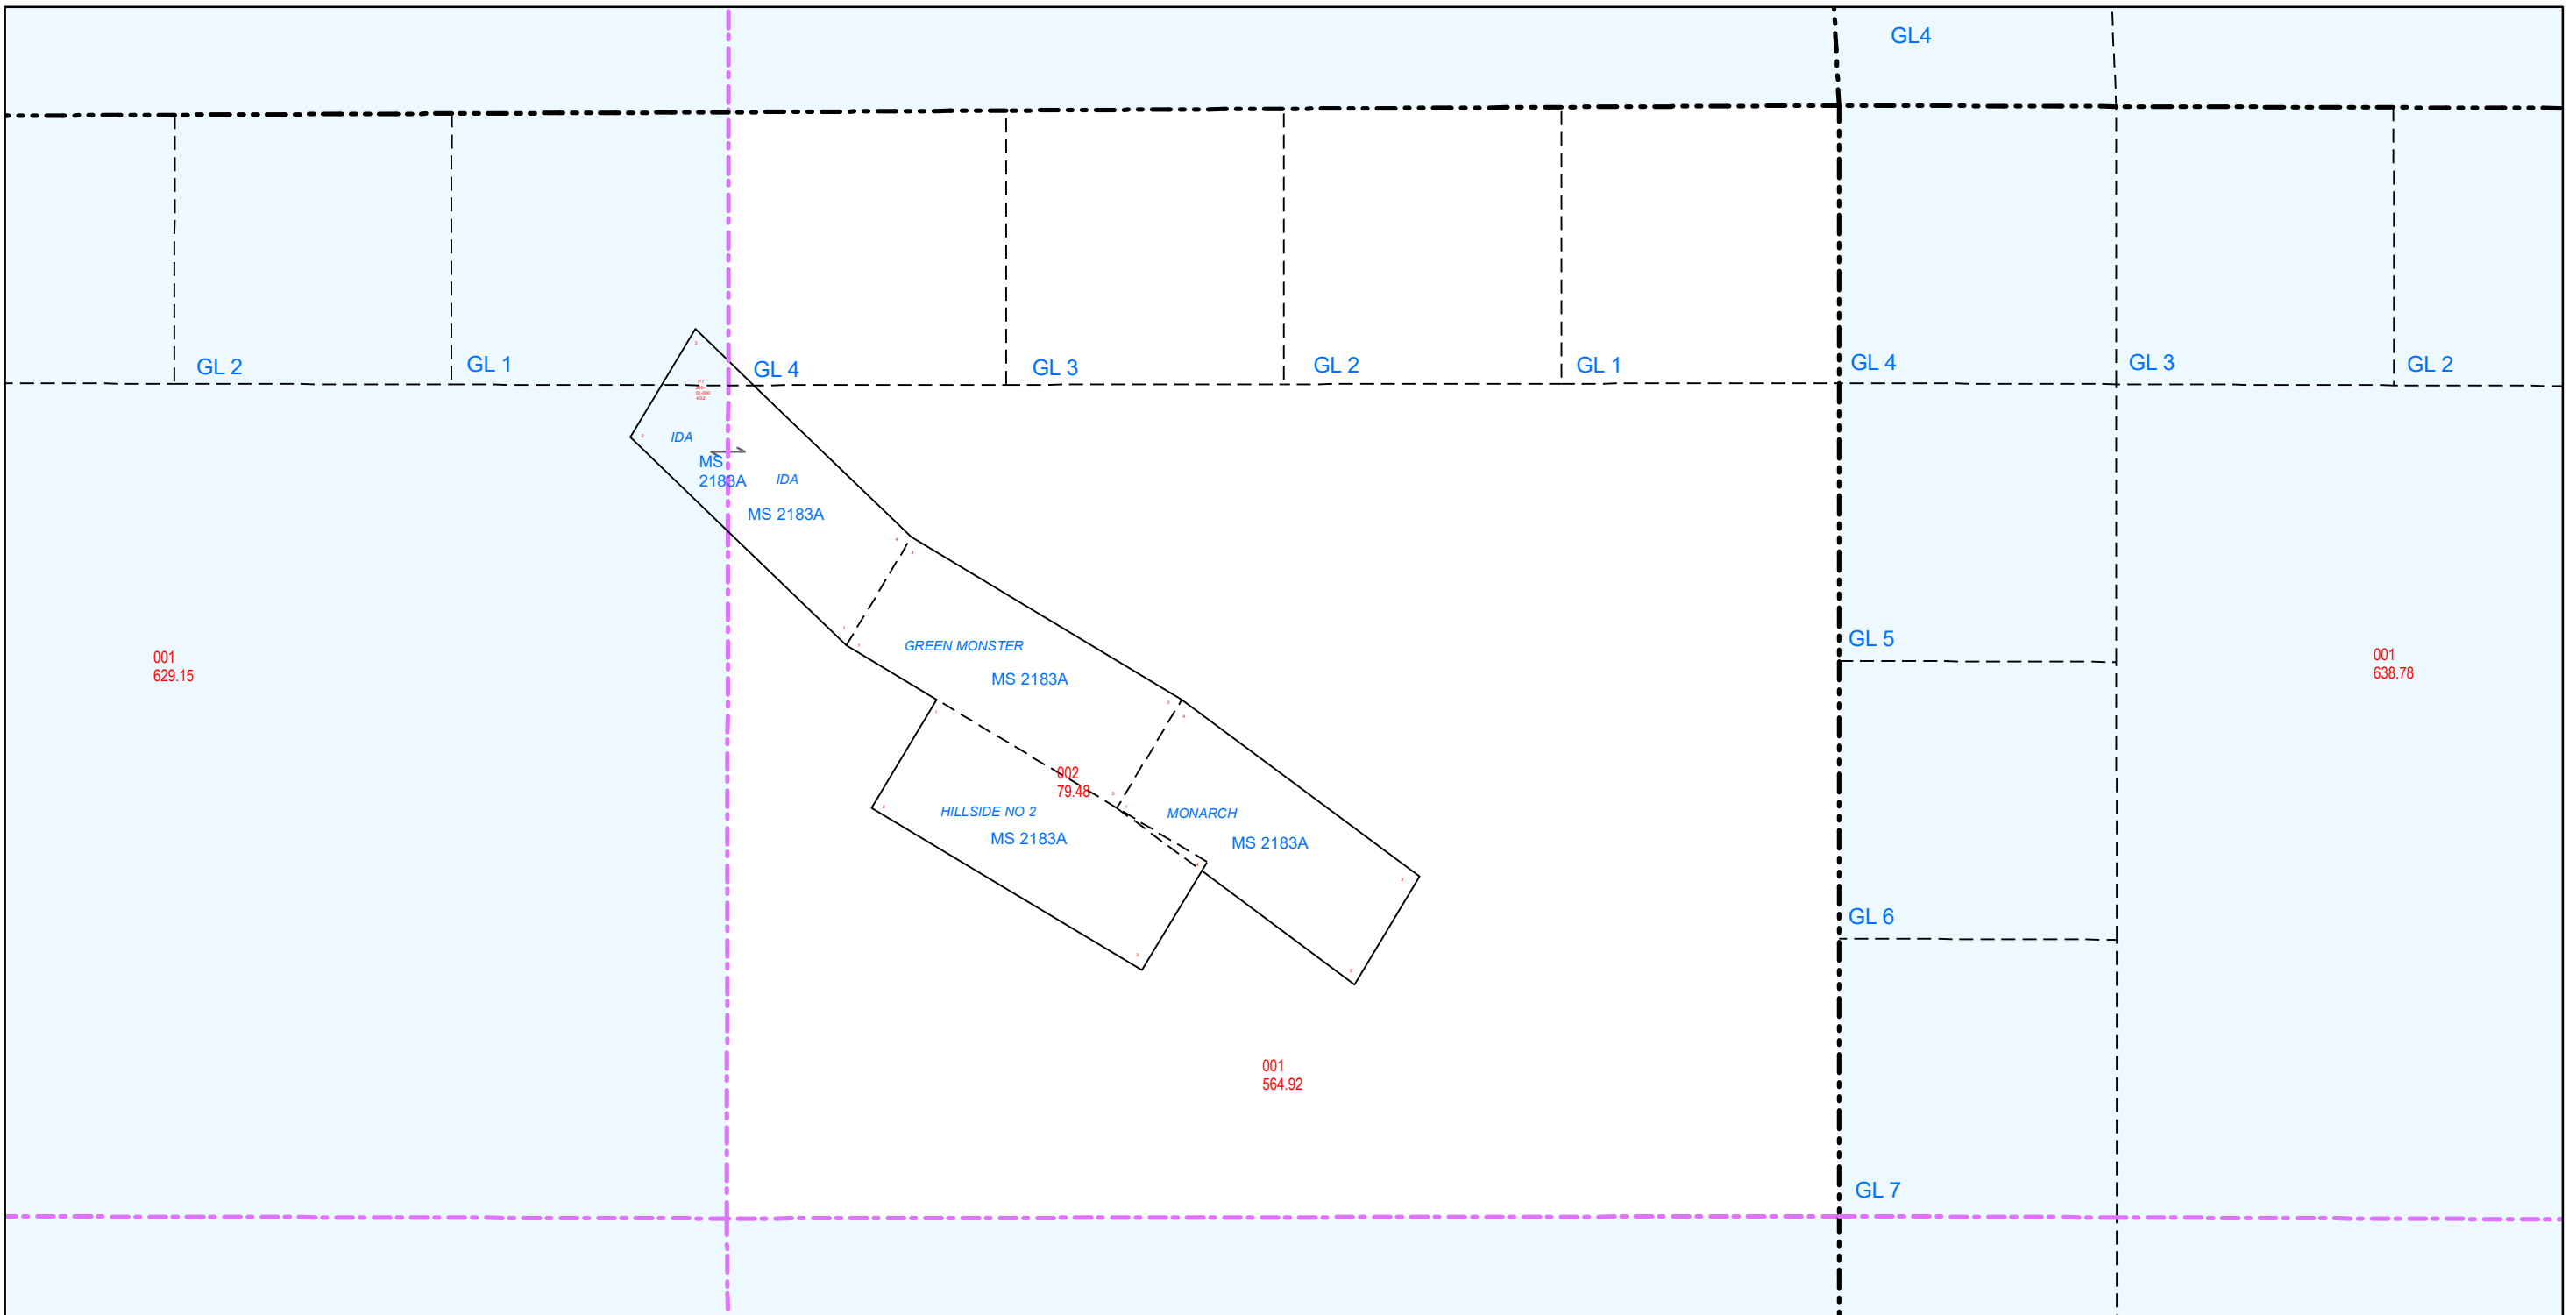 GL4
GL 2
GL 1
GL 4
GL 3
GL 2
GL 1
GL 4
GL 3
GL 2
IDA
MS
2183A
IDA
MS 2183A
GREEN MONSTER
MS 2183A
GL 5
001
629.15
001
638.78
002
79.48
HILLSIDE NO 2
MS 2183A
MONARCH
MS 2183A
GL 6
001
564.92
GL 7